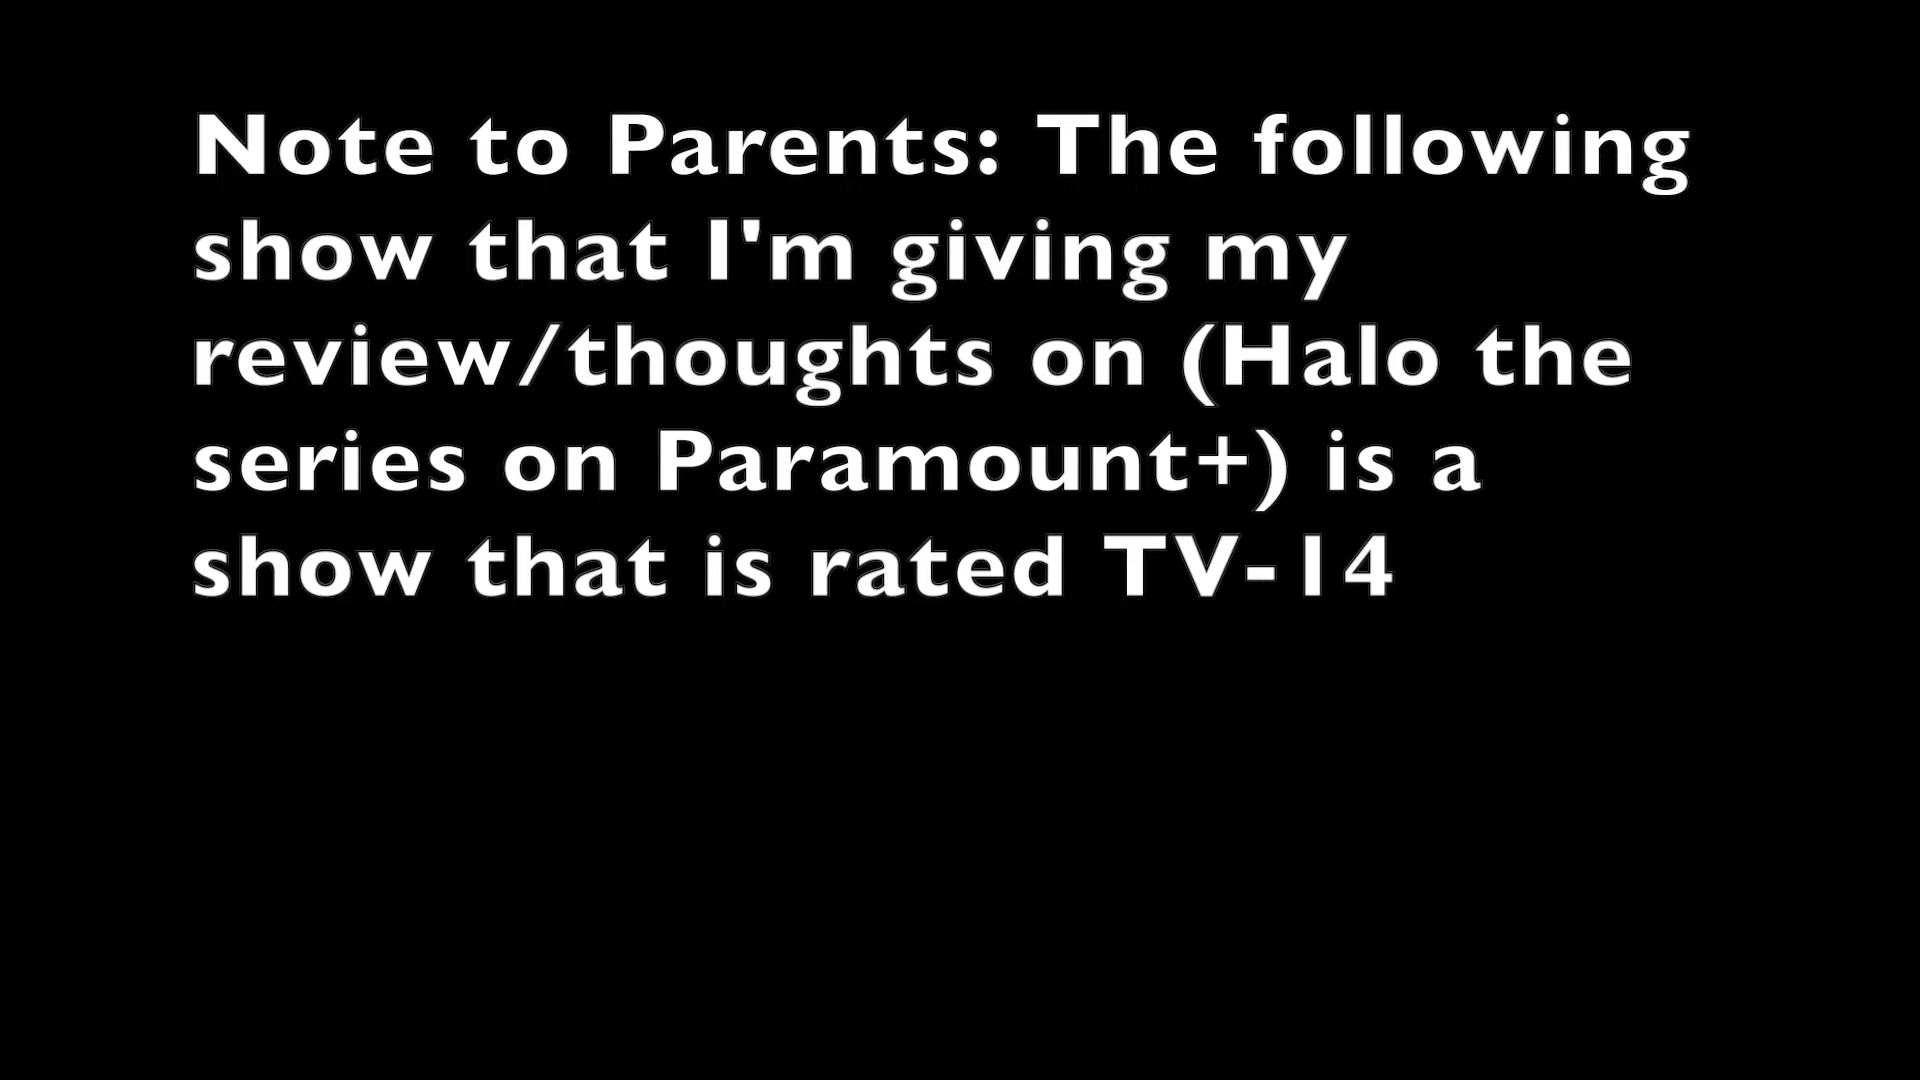 Note to Parents: The following
show that I'm giving my
review/thoughts on (Halo the
series on Paramount+) is a
show that is rated TV-14